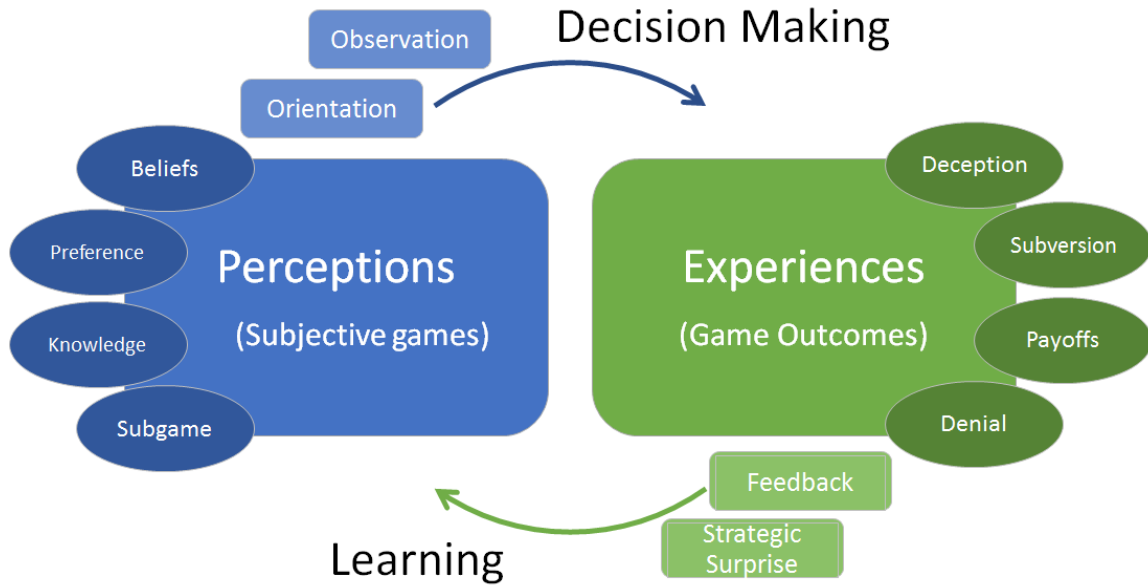 Observation
Decision Making
Orientation
Beliefs
Preference
Knowledge
Subgame
Perceptions
(Subjective games)
Experiences
(Game Outcomes)
Deception
Subversion
Payoffs
Denial
Feedback
Strategic
Surprise
Learning